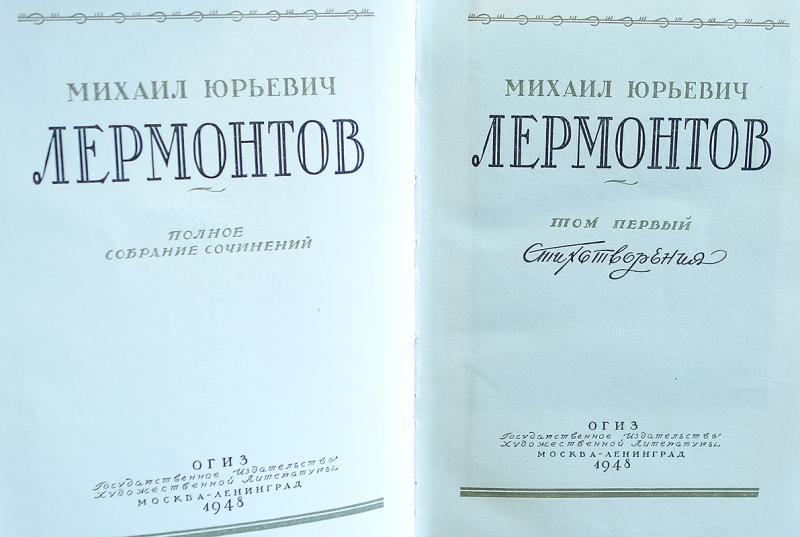 МИХАИЛ ЮРЬЕВИЧ
ЛЕРМОНТОВ
ПОЛНОЕ
СОБРАНИЕ СОЧИНЕНИЙ
ОГИЗ
Государственное Издательство
Художественной Литературы
МОСКВА-ЛЕНИНГРАД
1948
МИХАИЛ ЮРЬЕВИЧ
ЛЕРМОНТОВ
ТОМ ПЕРВЫЙ
Стихотворения
ОГИЗ
Государственное Издательство
Художественной Литературы
МОСКВА-ЛЕНИНГРАД
1948